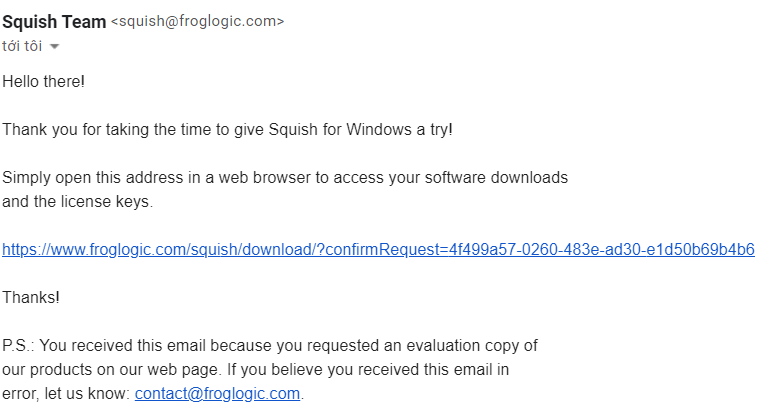 Squish Team <squish@froglogic.com>
tới tôi
Hello there!
Thank you for taking the time to give Squish for Windows a try!
Simply open this address in a web browser to access your software downloads
and the license keys.
https://www.froglogic.com/squish/download/?confirmRequest=4f499a57-0260-483e-ad30-e1d50b69b4b6
Thanks!
P.S.: You received this email because you requested an evaluation copy of
our products on our web page. If you believe you received this email in
error, let us know: contact@froglogic.com.